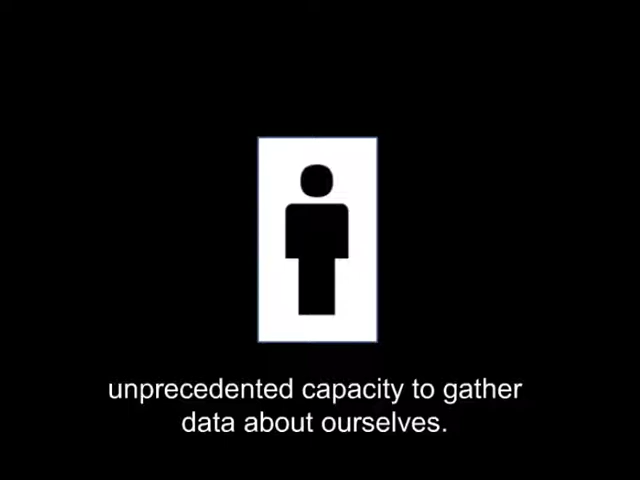 unprecedented capacity to gather
data about ourselves.